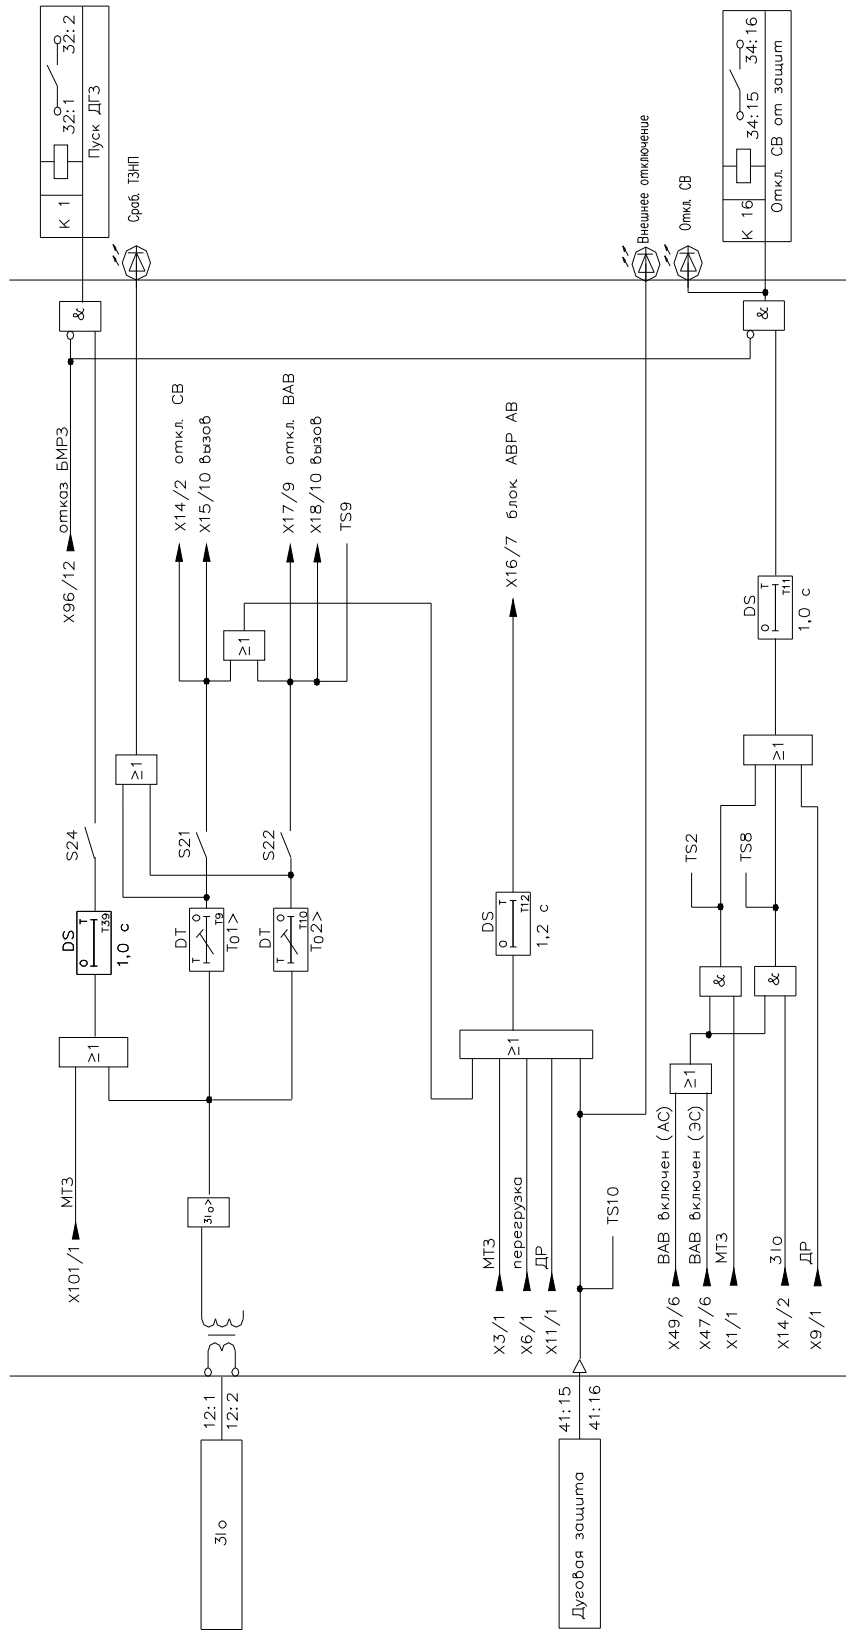 3Io
12:1
12:2
3Io>
X101/1
МТЗ
≥1
DS
O T
T39
1,0 с
S24
X96/12
отказ БМРЗ
&с
К 1
32:1
32:2
Пуск ДГЗ
DT
T O
T9
То1>
S21
X14/2 откл. СВ
X15/10 вызов
≥1
Сраб. ТЗНП
DT
T O
T10
То2>
S22
X17/9 откл. ВАВ
X18/10 вызов
TS9
≥1
Дуговая защита
41:15
41:16
TS10
X3/1
МТЗ
X6/1
перегрузка
X11/1
ДР
≥1
DS
O T
T12
1,2 с
X16/7 блок. АВР АВ
Внешнее отключение
X49/6
ВАВ включен (АС)
X47/6
ВАВ включен (ЭС)
X1/1
МТЗ
X14/2
3Io
X9/1
ДР
≥1
&с
&с
TS2
TS8
≥1
DS
O T
T11
1,0 с
&с
Откл. СВ
К 16
34:15
34:16
Откл. СВ от защит